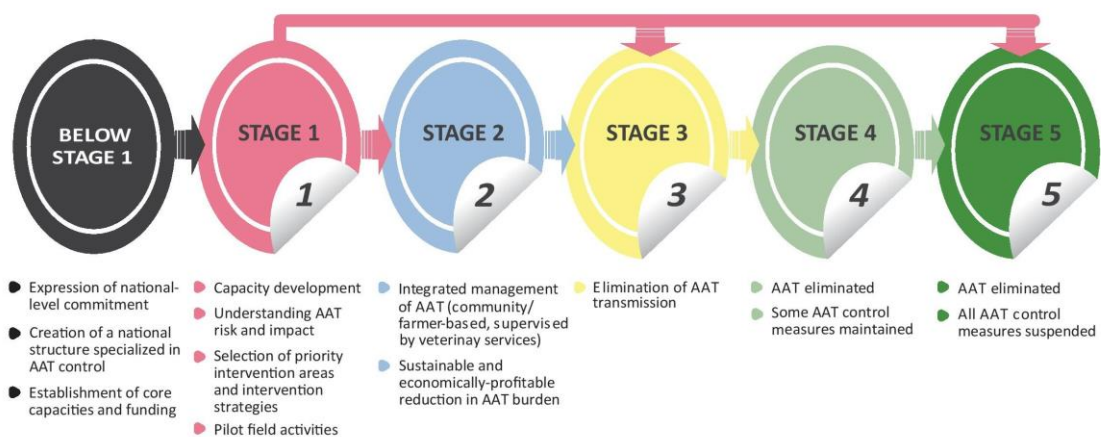 BELOW
STAGE 1
STAGE 1
1
STAGE 2
2
STAGE 3
3
STAGE 4
4
STAGE 5
5
Expression of national-
level commitment
Creation of a national
structure specialized in
AAT control
Establishment of core
capacities and funding
Capacity development
Understanding AAT
risk and impact
Selection of priority
intervention areas
and intervention
strategies
Pilot field activities
Integrated management
of AAT (community/
farmer-based, supervised
by veterinay services)
Sustainable and
economically-profitable
reduction in AAT burden
Elimination of AAT
transmission
AAT eliminated
Some AAT control
measures maintained
AAT eliminated
All AAT control
measures suspended